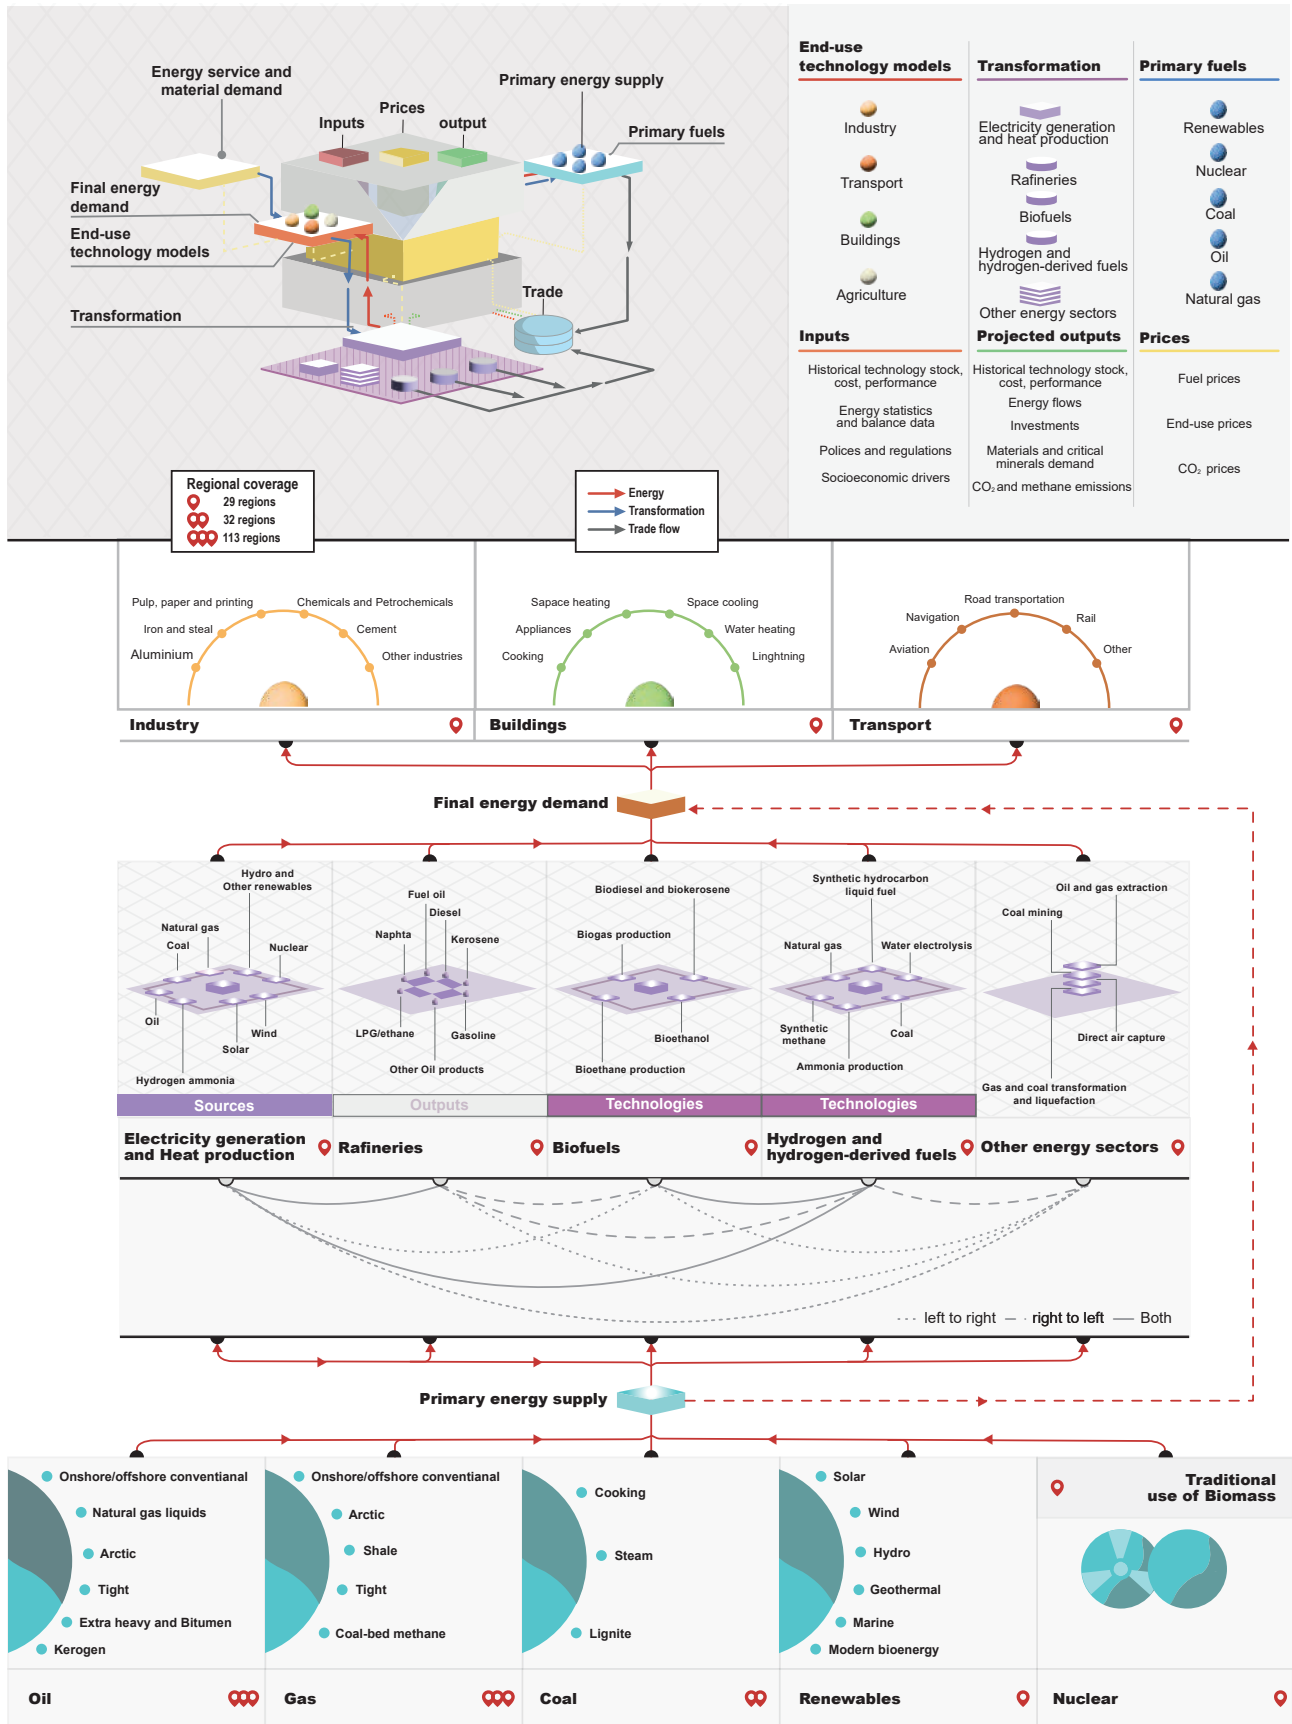 Energy service and
material demand
Primary energy supply
Prices
Inputs
output
Primary fuels
Final energy
demand
End-use
technology models
Trade
Transformation
End-use
technology models
Industry
Transport
Buildings
Agriculture
Transformation
Electricity generation
and heat production
Rafineries
Biofuels
Hydrogen and
hydrogen-derived fuels
Other energy sectors
Primary fuels
Renewables
Nuclear
Coal
Oil
Natural gas
Inputs
Historical technology stock,
cost, performance
Energy statistics
and balance data
Polices and regulations
Socioeconomic drivers
Projected outputs
Historical technology stock,
cost, performance
Energy flows
Investments
Materials and critical
minerals demand
CO₂ and methane emissions
Prices
Fuel prices
End-use prices
CO₂ prices
Regional coverage
29 regions
32 regions
113 regions
Energy
Transformation
Trade flow
Pulp, paper and printing
Chemicals and Petrochemicals
Iron and steal
Cement
Aluminium
Other industries
Industry
Sapace heating
Space cooling
Appliances
Water heating
Cooking
Linghtning
Buildings
Road transportation
Navigation
Rail
Aviation
Other
Transport
Final energy demand
Hydro and
Other renewables
Natural gas
Coal
Nuclear
Oil
Wind
Solar
Hydrogen ammonia
Sources
Electricity generation
and Heat production
Fuel oil
Diesel
Naphta
Kerosene
LPG/ethane
Gasoline
Other Oil products
Outputs
Rafineries
Biodiesel and biokerosene
Biogas production
Bioethanol
Bioethane production
Technologies
Biofuels
Synthetic hydrocarbon
liquid fuel
Natural gas
Water electrolysis
Synthetic
methane
Coal
Ammonia production
Technologies
Hydrogen and
hydrogen-derived fuels
Oil and gas extraction
Coal mining
Direct air capture
Gas and coal transformation
and liquefaction
Other energy sectors
left to right
right to left
Both
Primary energy supply
Onshore/offshore conventianal
Natural gas liquids
Arctic
Tight
Extra heavy and Bitumen
Kerogen
Oil
Onshore/offshore conventianal
Arctic
Shale
Tight
Coal-bed methane
Gas
Cooking
Steam
Lignite
Coal
Solar
Wind
Hydro
Geothermal
Marine
Modern bioenergy
Renewables
Traditional
use of Biomass
Nuclear